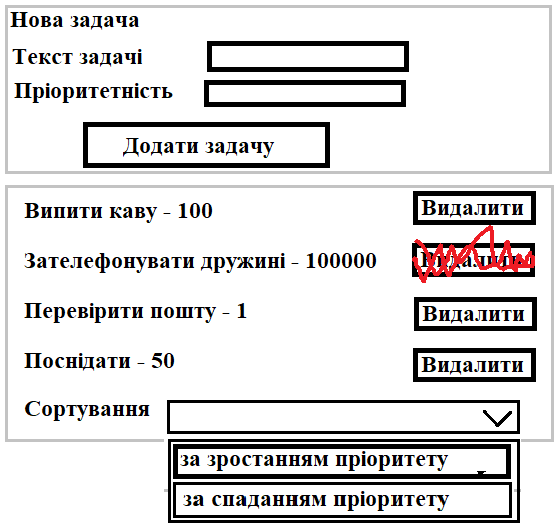 Нова задача
Текст задачі
Пріоритетність
Додати задачу
Випити каву - 100 Видалити
Зателефонувати дружині - 100000 Видалити
Перевірити пошту - 1 Видалити
Поснідати - 50 Видалити
Сортування
за зростанням пріоритету
за спаданням пріоритету